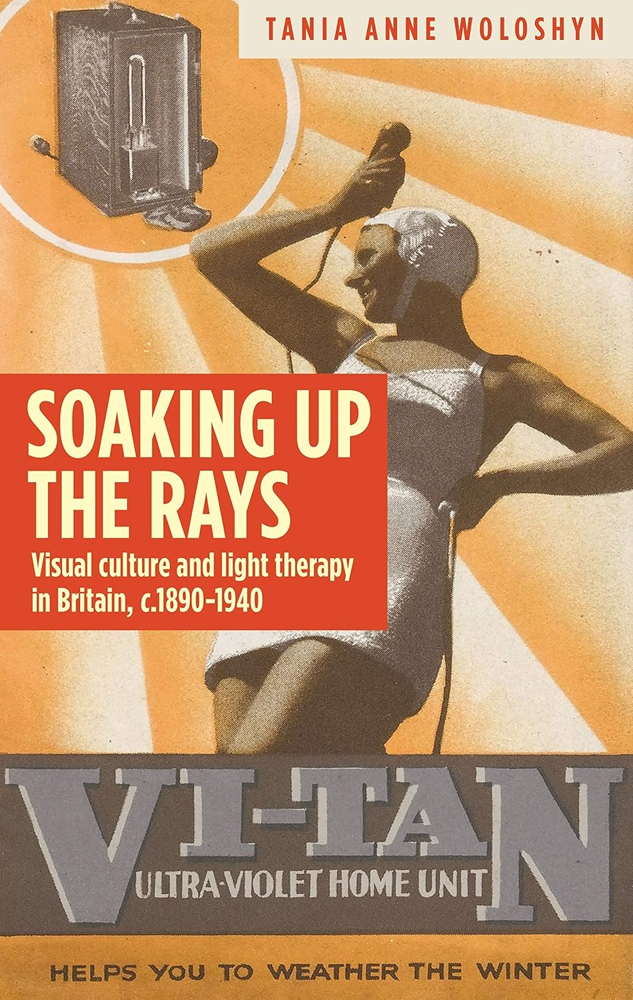 TANIA ANNE WOLOSHYN
SOAKING UP
THE RAYS
Visual culture and light therapy
in Britain, c.1890–1940
VI-TAN
ULTRA-VIOLET HOME UNIT
HELPS YOU TO WEATHER THE WINTER